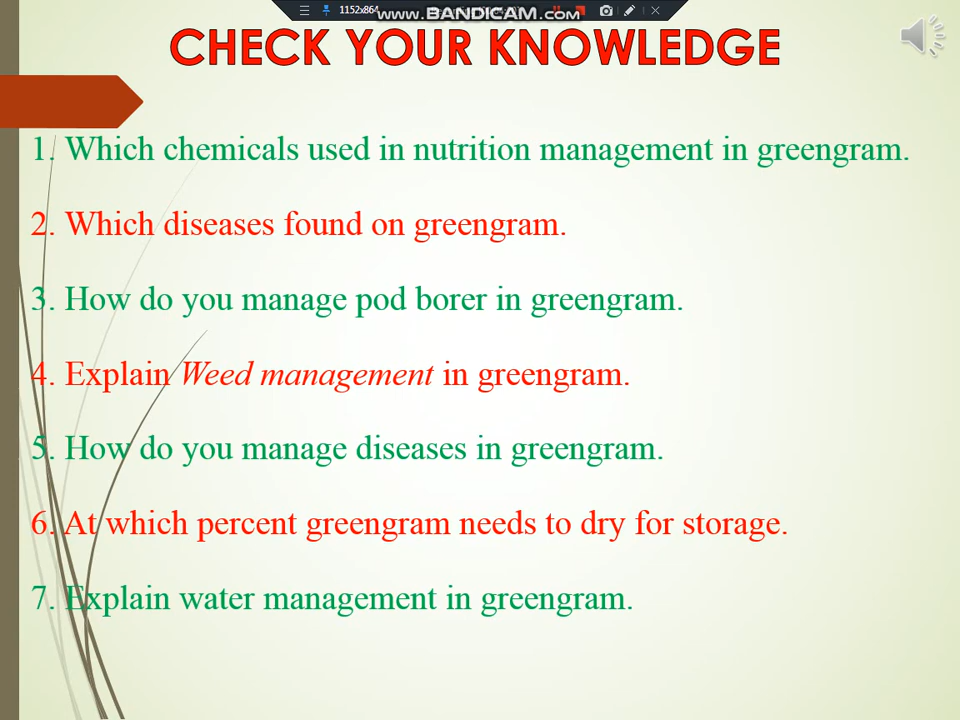 1152x864
www.BANDICAM.com
CHECK YOUR KNOWLEDGE
1. Which chemicals used in nutrition management in greengram.
2. Which diseases found on greengram.
3. How do you manage pod borer in greengram.
4. Explain Weed management in greengram.
5. How do you manage diseases in greengram.
6. At which percent greengram needs to dry for storage.
7. Explain water management in greengram.